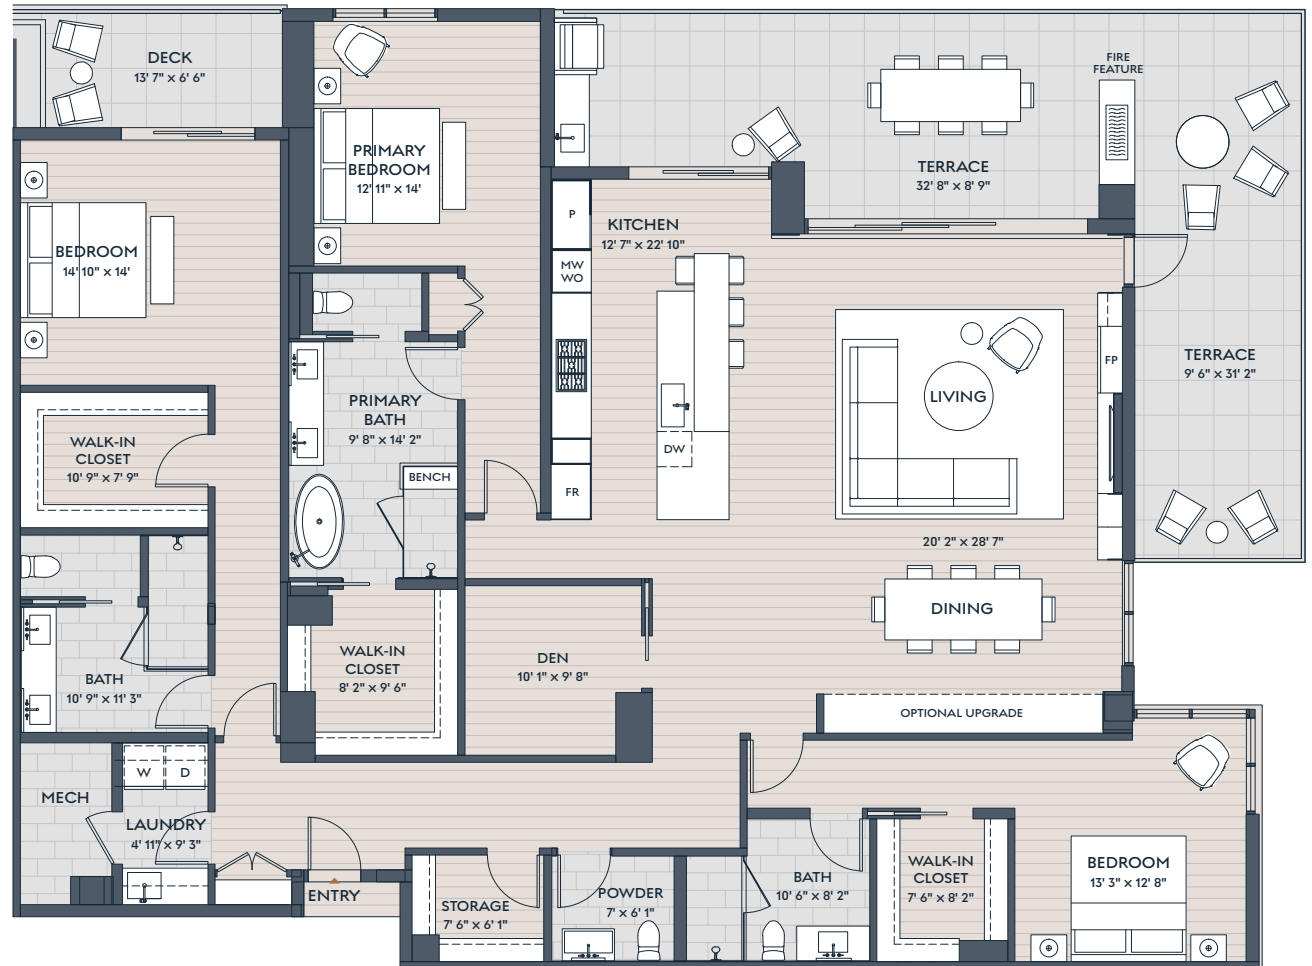 DECK
13' 7" x 6' 6"
PRIMARY
BEDROOM
12' 11" x 14'
FIRE
FEATURE
TERRACE
32' 8" x 8' 9"
BEDROOM
14' 10" x 14'
P
KITCHEN
12' 7" x 22' 10"
MW
WO
TERRACE
9' 6" x 31' 2"
FP
LIVING
PRIMARY
BATH
9' 8" x 14' 2"
WALK-IN
CLOSET
10' 9" x 7' 9"
DW
BENCH
FR
20' 2" x 28' 7"
DINING
WALK-IN
CLOSET
8' 2" x 9' 6"
DEN
10' 1" x 9' 8"
BATH
10' 9" x 11' 3"
OPTIONAL UPGRADE
W
D
MECH
LAUNDRY
4' 11" x 9' 3"
ENTRY
STORAGE
7' 6" x 6' 1"
POWDER
7' x 6' 1"
BATH
10' 6" x 8' 2"
WALK-IN
CLOSET
7' 6" x 8' 2"
BEDROOM
13' 3" x 12' 8"